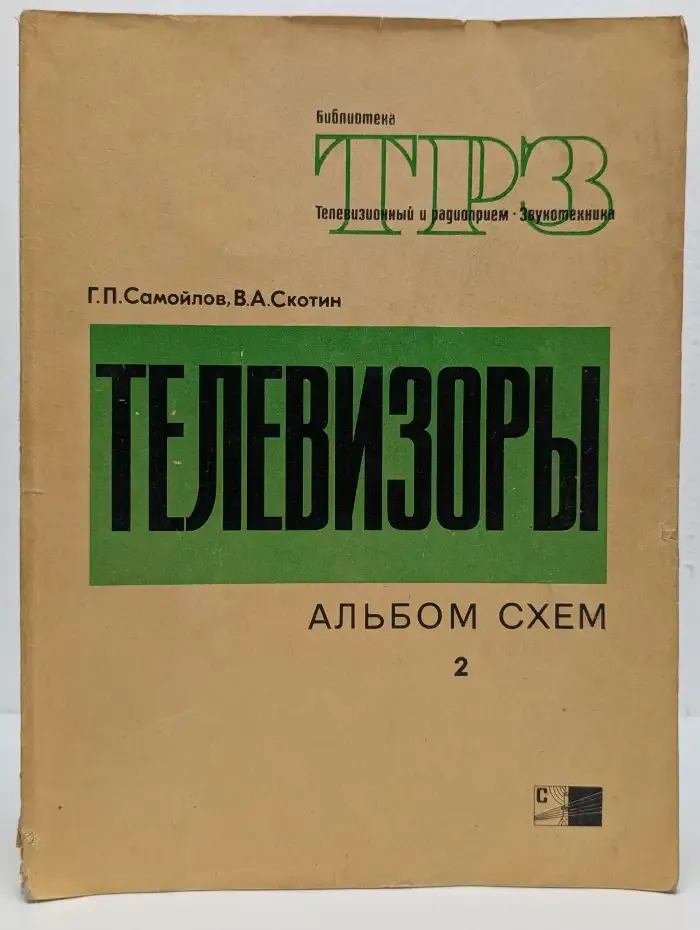 Библиотека
ТРЗ
Телевизионный и радиоприем · Звукотехника
Г.П.Самойлов, В.А.Скотин
ТЕЛЕВИЗОРЫ
АЛЬБОМ СХЕМ
2
С